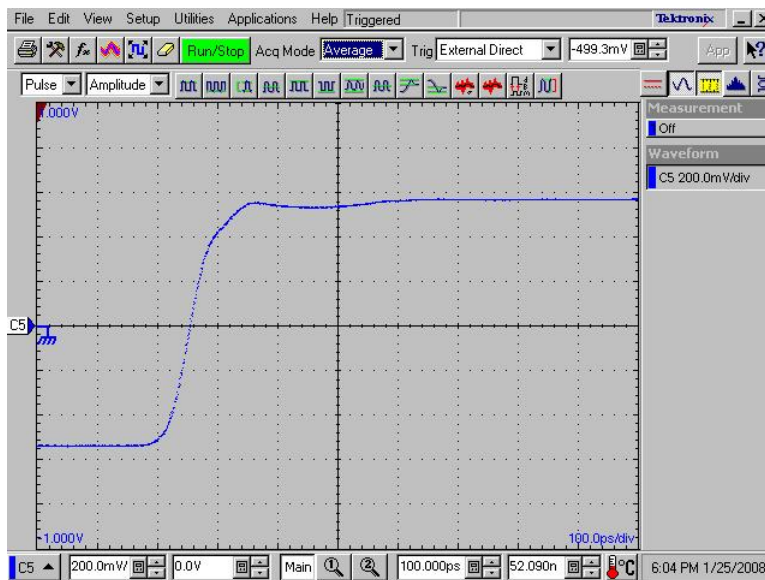 File Edit View Setup Utilities Applications Help Triggered Tektronix
Run/Stop Acq Mode Average Trig External Direct -499.3mV App
Pulse Amplitude
1.000V
Measurement
Off
Waveform
C5 200.0mV/div
C5
-1.000V 100.0ps/div
C5 200.0mV/ 0.0V Main 1 2 100.000ps 52.090n °C 6:04 PM 1/25/2008